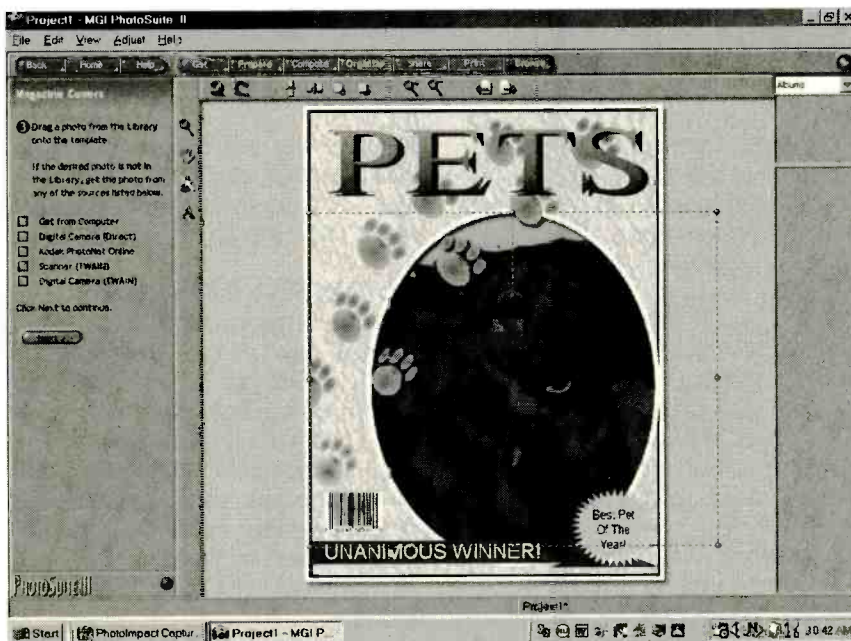 Project1 - MGI PhotoSuite II
File Edit View Adjust Help
Back Home Help Get Prepare Compose Organize Share Print Browse
Magazine Covers
Albums
3 Drag a photo from the Library
onto the template.
If the desired photo is not in
the Library, get the photo from
any of the sources listed below.
Get from Computer
Digital Camera (Direct)
Kodak PhotoNet Online
Scanner (TWAIN)
Digital Camera (TWAIN)
Click Next to continue.
Next
PETS
Best Pet
Of The
Year!
UNANIMOUS WINNER!
PhotoSuite III
Project1*
Start PhotoImpact Captur... Project1 - MGI P...